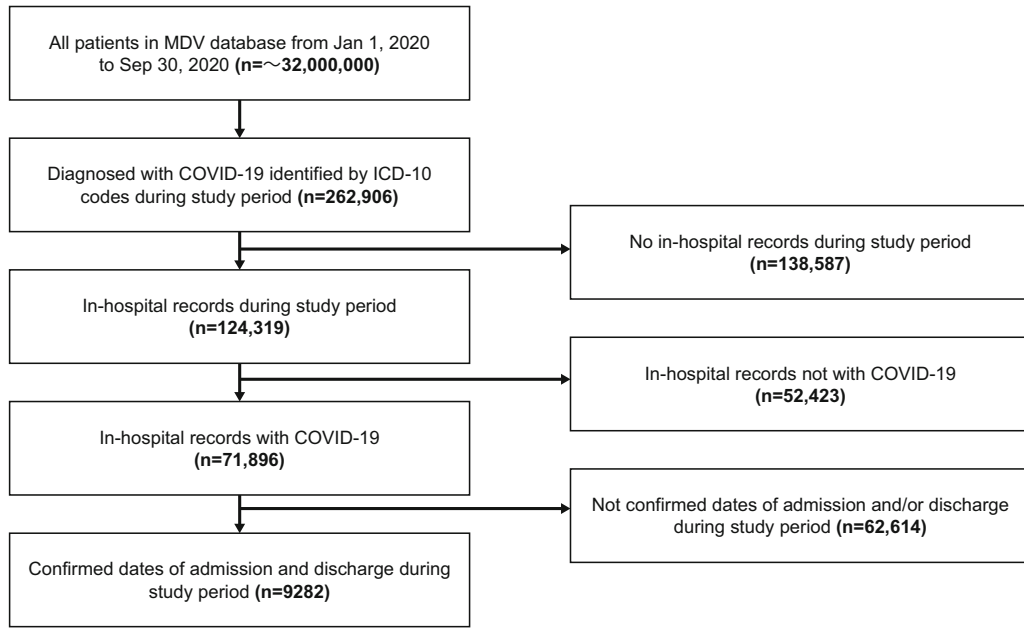 All patients in MDV database from Jan 1, 2020
to Sep 30, 2020 (n=～32,000,000)
Diagnosed with COVID-19 identified by ICD-10
codes during study period (n=262,906)
No in-hospital records during study period
(n=138,587)
In-hospital records during study period
(n=124,319)
In-hospital records not with COVID-19
(n=52,423)
In-hospital records with COVID-19
(n=71,896)
Not confirmed dates of admission and/or discharge
during study period (n=62,614)
Confirmed dates of admission and discharge during
study period (n=9282)